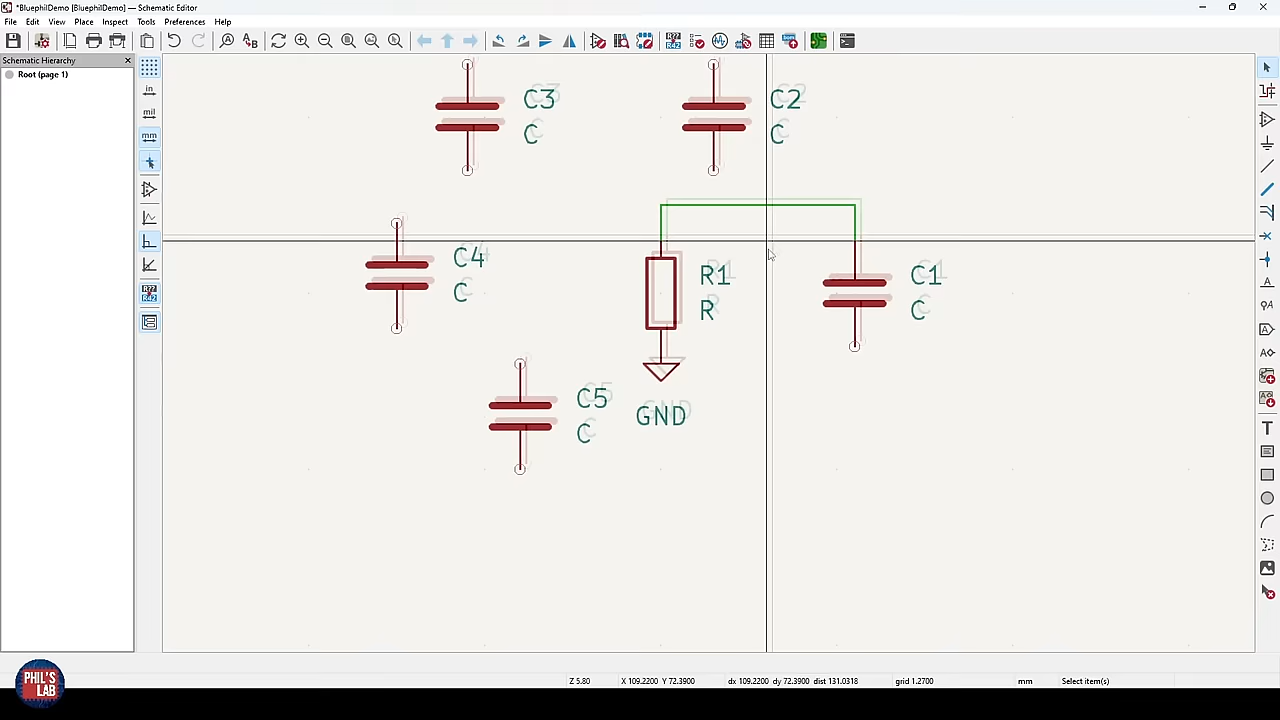 *BluephilDemo [BluephilDemo] — Schematic Editor
File Edit View Place Inspect Tools Preferences Help
Schematic Hierarchy
Root (page 1)
in
mil
mm
C3
C
C2
C
C4
C
R1
R
C1
C
C5
C
GND
PHIL'S
LAB
Z 5.80 X 109.2200 Y 72.3900 dx 109.2200 dy 72.3900 dist 131.0318 grid 1.2700 mm Select item(s)